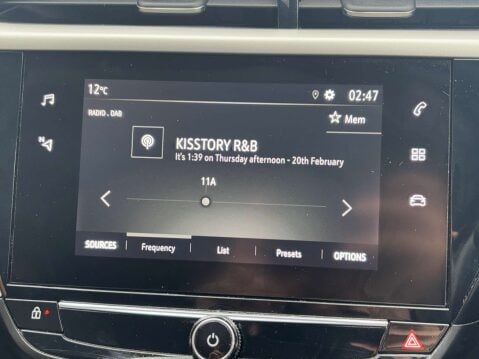 12°C
02:47
RADIO . DAB
Mem
KISSTORY R&B
It's 1:39 on Thursday afternoon - 20th February
11A
SOURCES
Frequency
List
Presets
OPTIONS